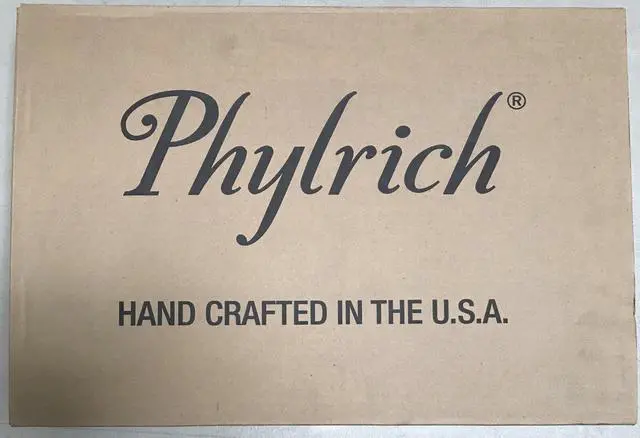 Phylrich®
HAND CRAFTED IN THE U.S.A.